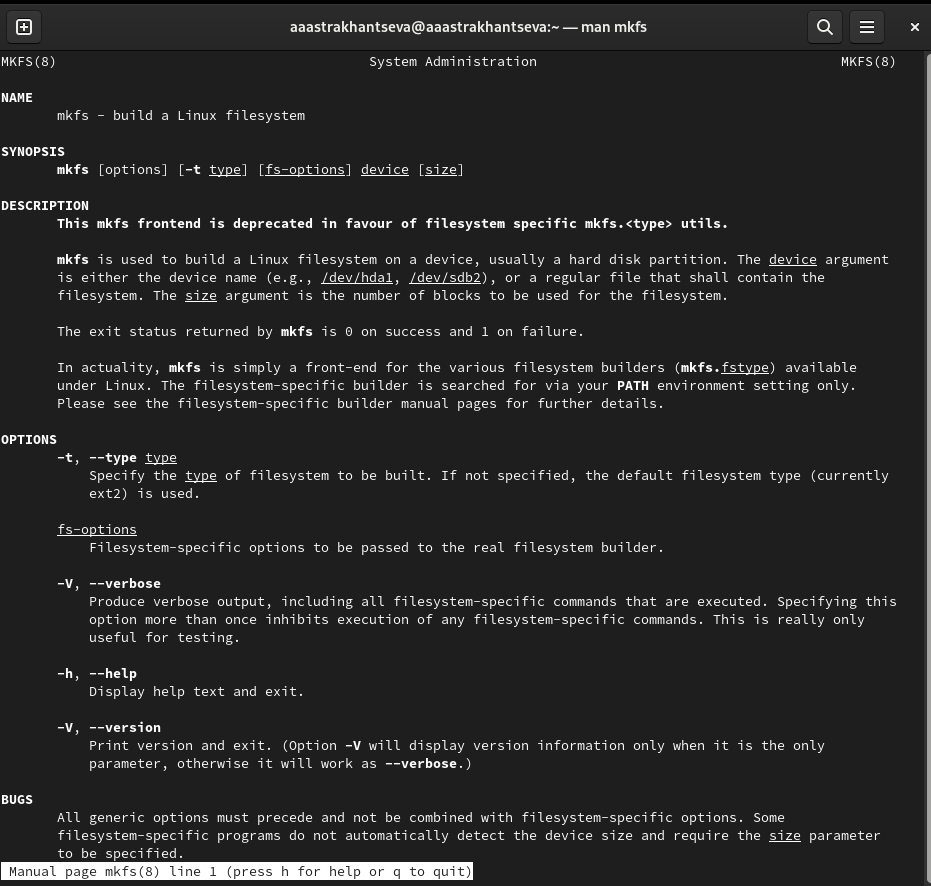 aaastrakhantseva@aaastrakhantseva:~ — man mkfs
MKFS(8) System Administration MKFS(8)
NAME
mkfs - build a Linux filesystem
SYNOPSIS
mkfs [options] [-t type] [fs-options] device [size]
DESCRIPTION
This mkfs frontend is deprecated in favour of filesystem specific mkfs.<type> utils.
mkfs is used to build a Linux filesystem on a device, usually a hard disk partition. The device argument
is either the device name (e.g., /dev/hda1, /dev/sdb2), or a regular file that shall contain the
filesystem. The size argument is the number of blocks to be used for the filesystem.
The exit status returned by mkfs is 0 on success and 1 on failure.
In actuality, mkfs is simply a front-end for the various filesystem builders (mkfs.fstype) available
under Linux. The filesystem-specific builder is searched for via your PATH environment setting only.
Please see the filesystem-specific builder manual pages for further details.
OPTIONS
-t, --type type
Specify the type of filesystem to be built. If not specified, the default filesystem type (currently
ext2) is used.
fs-options
Filesystem-specific options to be passed to the real filesystem builder.
-V, --verbose
Produce verbose output, including all filesystem-specific commands that are executed. Specifying this
option more than once inhibits execution of any filesystem-specific commands. This is really only
useful for testing.
-h, --help
Display help text and exit.
-V, --version
Print version and exit. (Option -V will display version information only when it is the only
parameter, otherwise it will work as --verbose.)
BUGS
All generic options must precede and not be combined with filesystem-specific options. Some
filesystem-specific programs do not automatically detect the device size and require the size parameter
to be specified.
Manual page mkfs(8) line 1 (press h for help or q to quit)